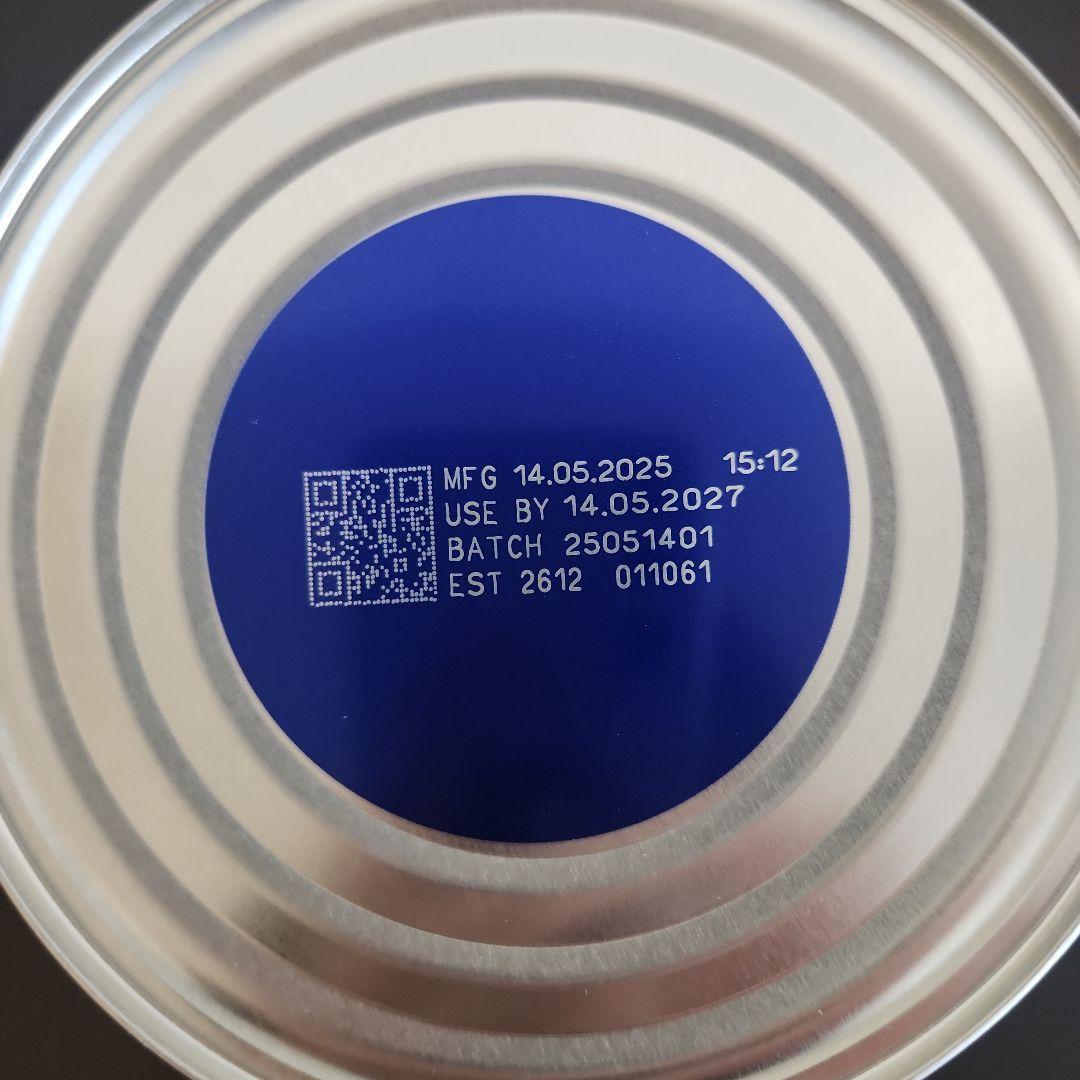 MFG 14.05.2025 15:12
USE BY 14.05.2027
BATCH 25051401
EST 2612 011061